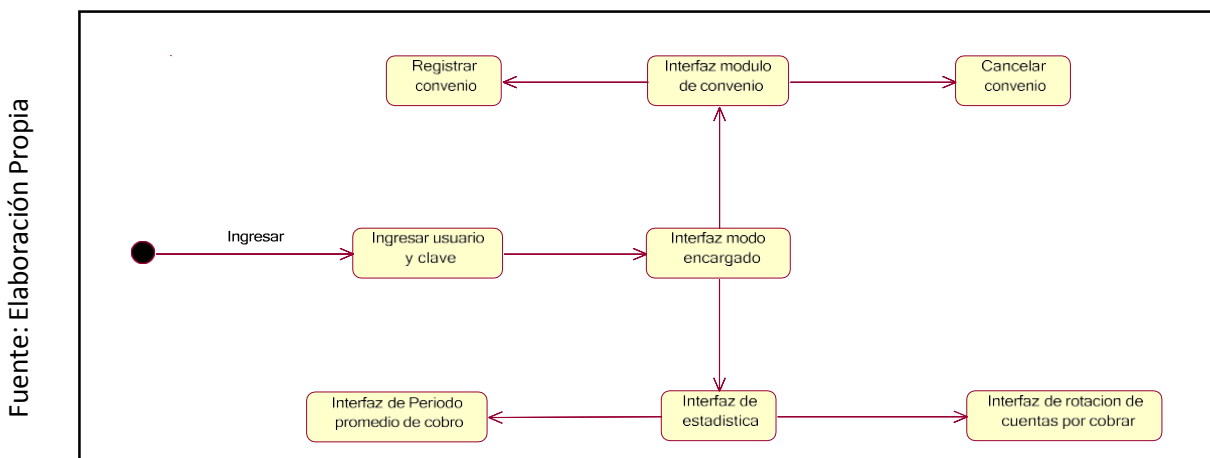 Fuente: Elaboración Propia
Registrar
convenio
Interfaz modulo
de convenio
Cancelar
convenio
Ingresar
Ingresar usuario
y clave
Interfaz modo
encargado
Interfaz de Periodo
promedio de cobro
Interfaz de
estadistica
Interfaz de rotacion de
cuentas por cobrar